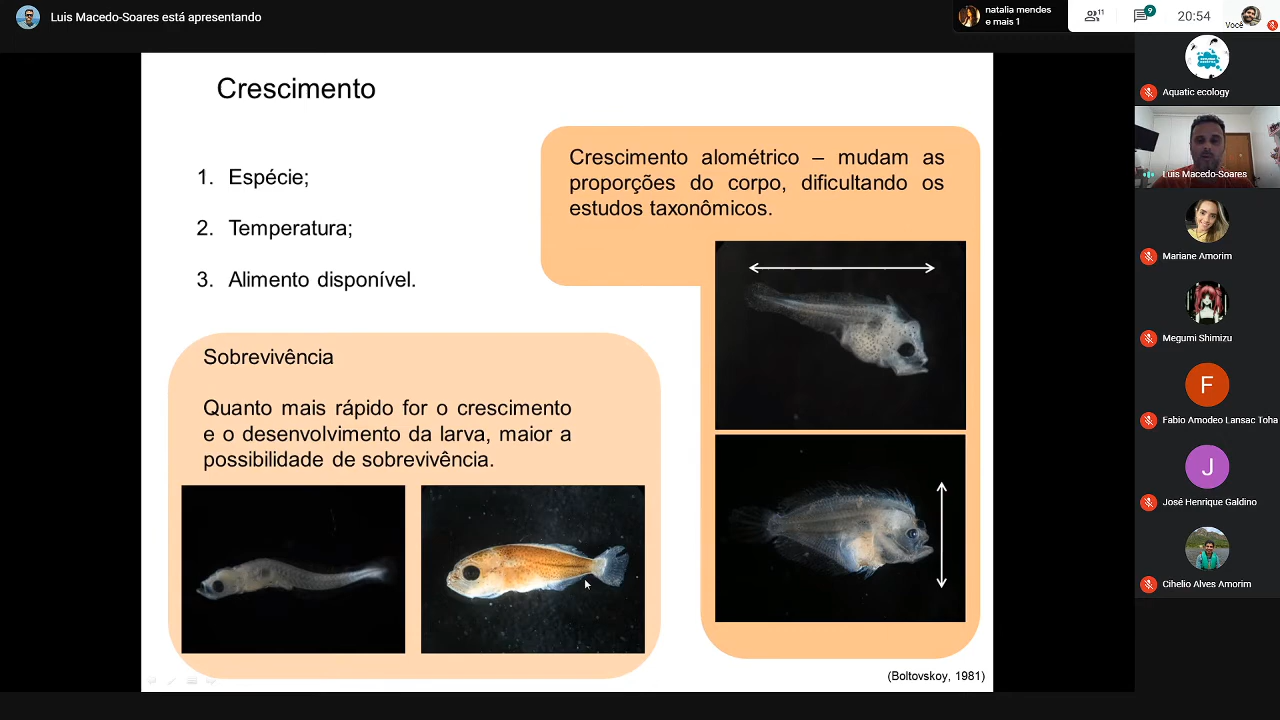 Luis Macedo-Soares está apresentando
natalia mendes
e mais 1
11
9
20:54
Você
Crescimento
1. Espécie;
2. Temperatura;
3. Alimento disponível.
Crescimento alométrico – mudam as
proporções do corpo, dificultando os
estudos taxonômicos.
Sobrevivência
Quanto mais rápido for o crescimento
e o desenvolvimento da larva, maior a
possibilidade de sobrevivência.
(Boltovskoy, 1981)
Aquatic ecology
Luis Macedo-Soares
Mariane Amorim
Megumi Shimizu
F
Fabio Amodeo Lansac Toha
J
José Henrique Galdino
Cihelio Alves Amorim